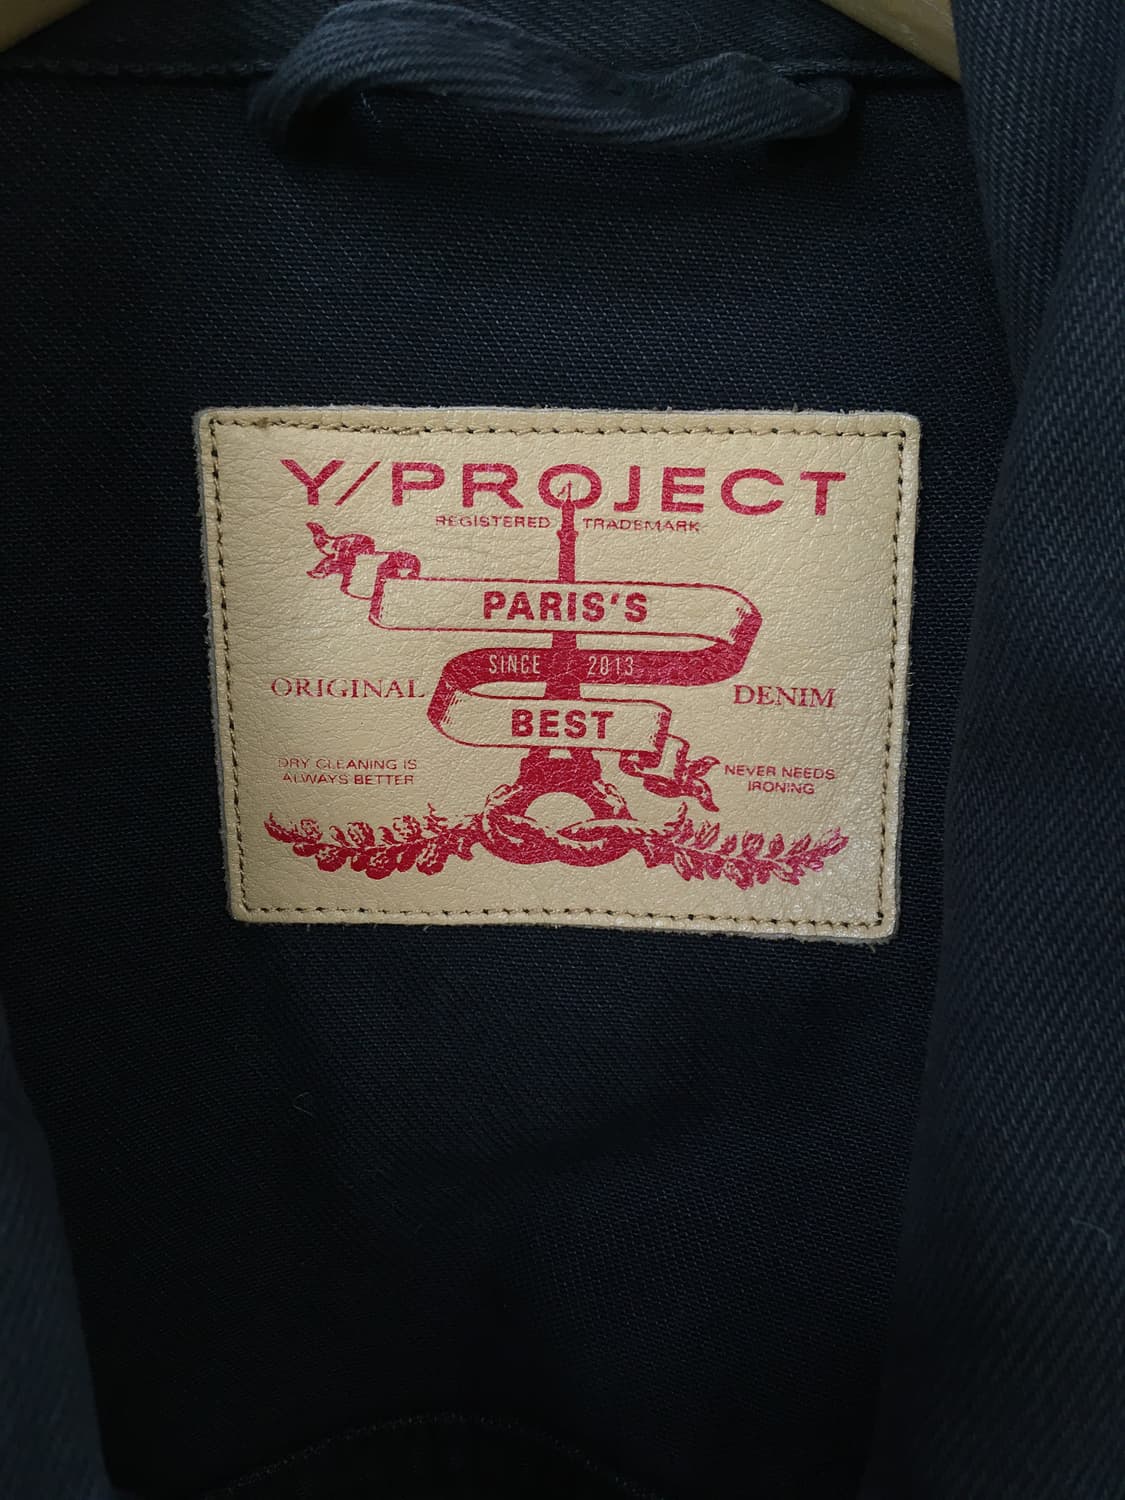 Y/PROJECT
REGISTERED TRADEMARK
PARIS'S
SINCE 2013
ORIGINAL DENIM
BEST
DRY CLEANING IS
ALWAYS BETTER
NEVER NEEDS
IRONING